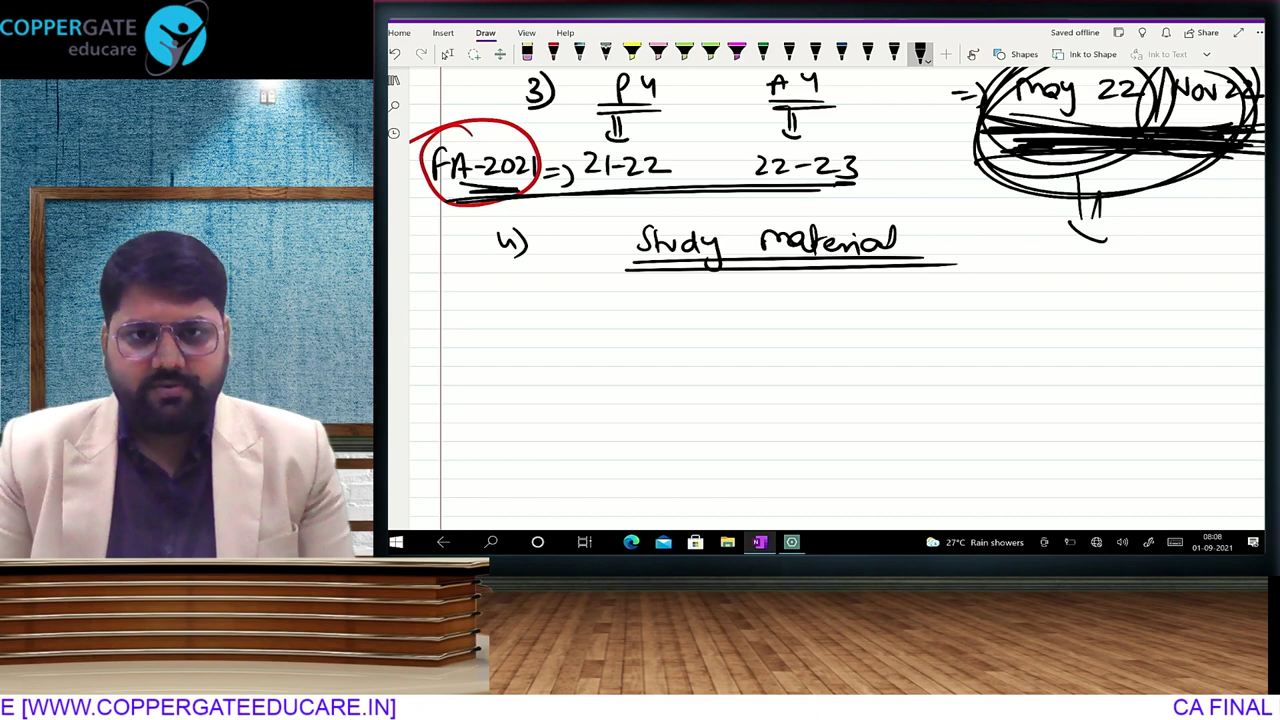 COPPERGATE
educare
Home Insert Draw View Help
Saved offline
Share
Shapes
Ink to Shape
Ink to Text
3) PY AY => May 22 Nov 22
FA-2021 => 21-22 22-23
4) Study material
27°C Rain showers
08:08
01-09-2021
E [WWW.COPPERGATEEDUCARE.IN]
CA FINAL